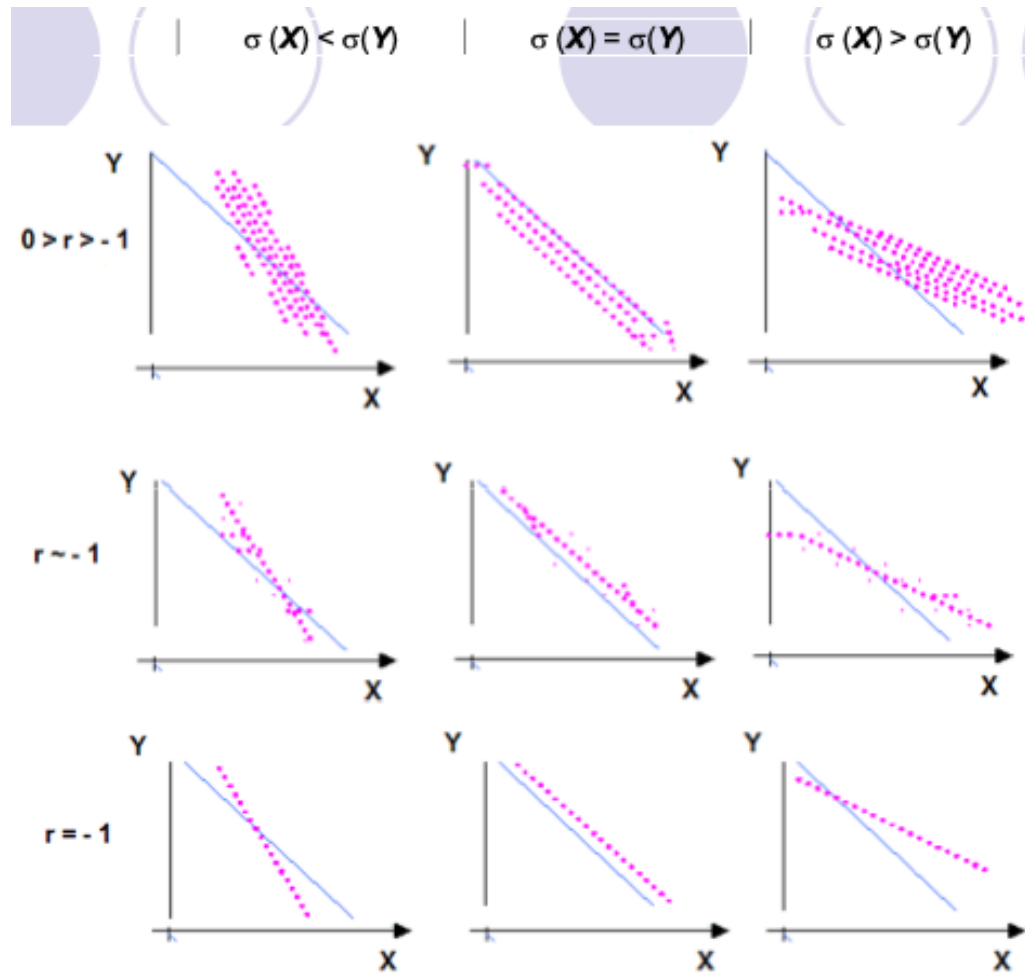 σ (X) < σ(Y) σ (X) = σ(Y) σ (X) > σ(Y)
Y Y Y
0 > r > - 1
X X X
Y Y Y
r ~ - 1
X X X
Y Y Y
r = - 1
X X X